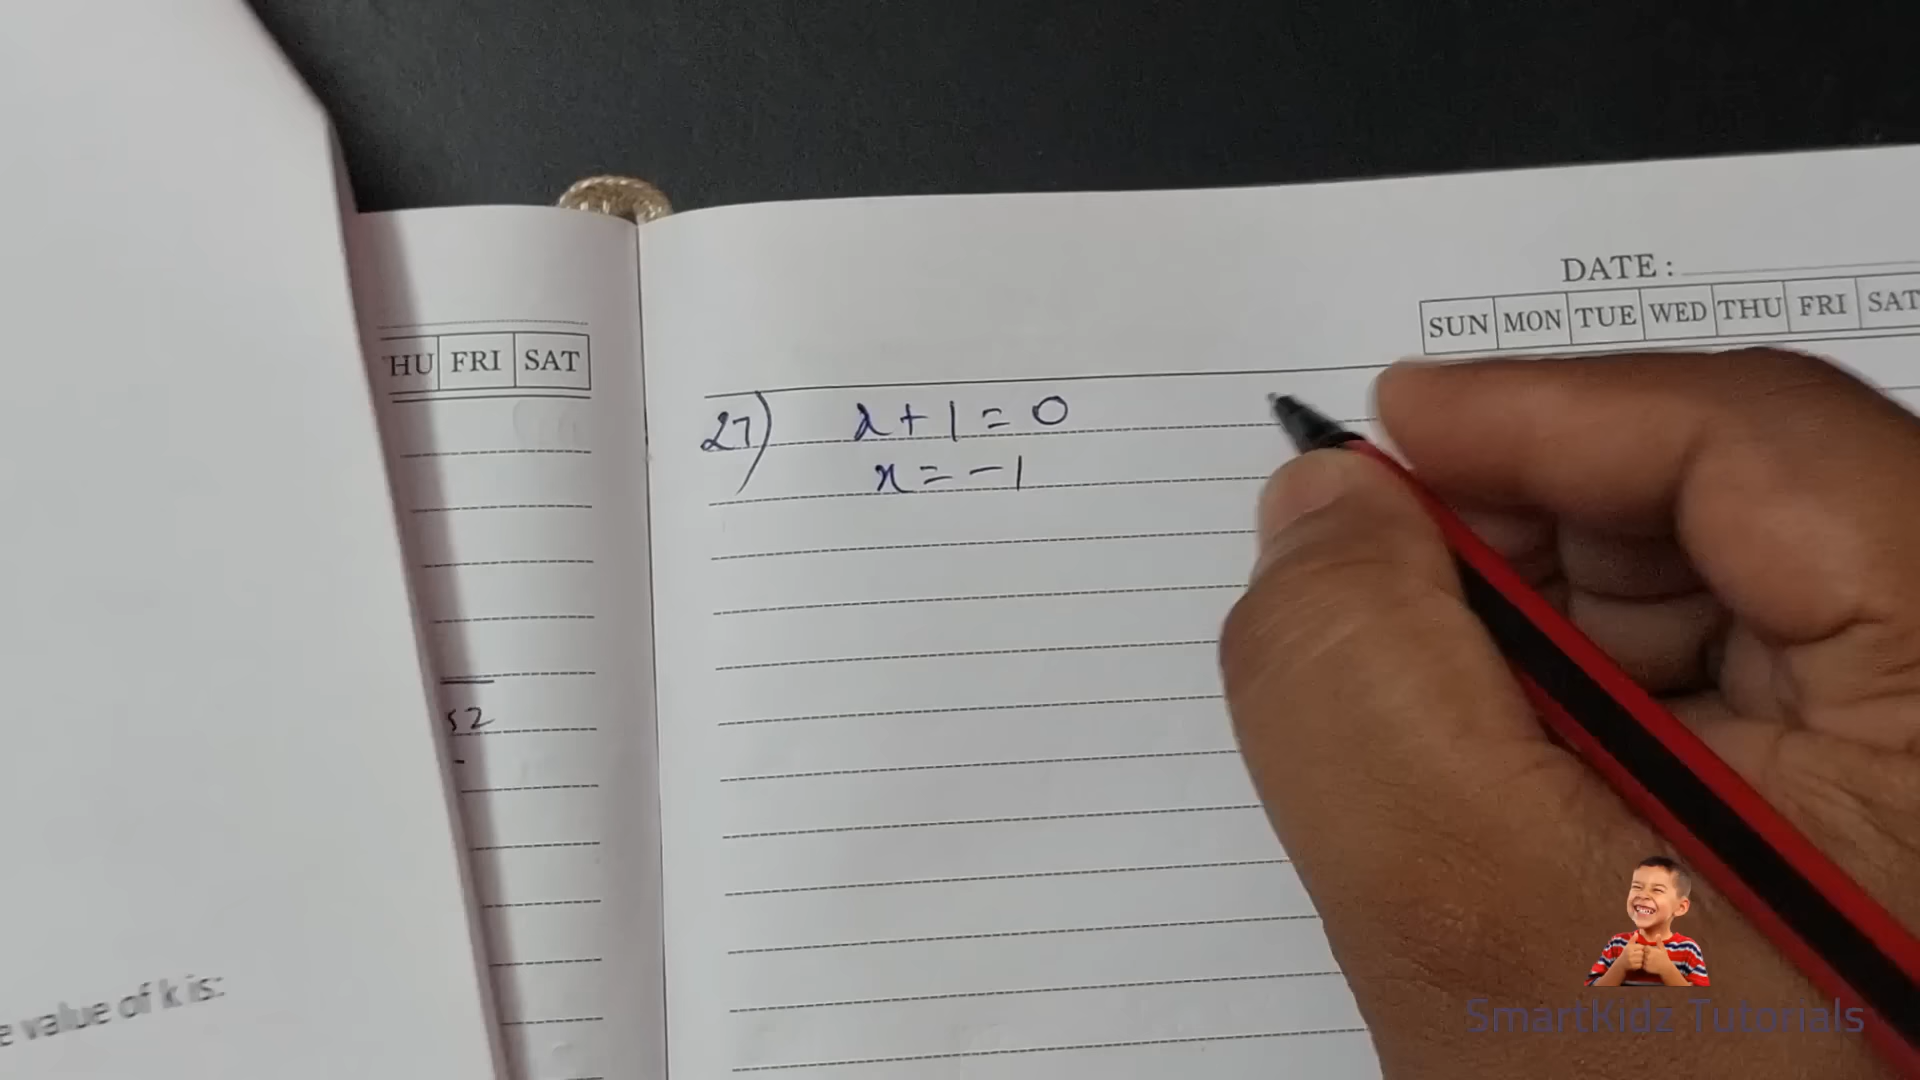 DATE :
SUN MON TUE WED THU FRI SAT
HU FRI SAT
27) x + 1 = 0
x = -1
52
e value of k is:
SmartKidz Tutorials